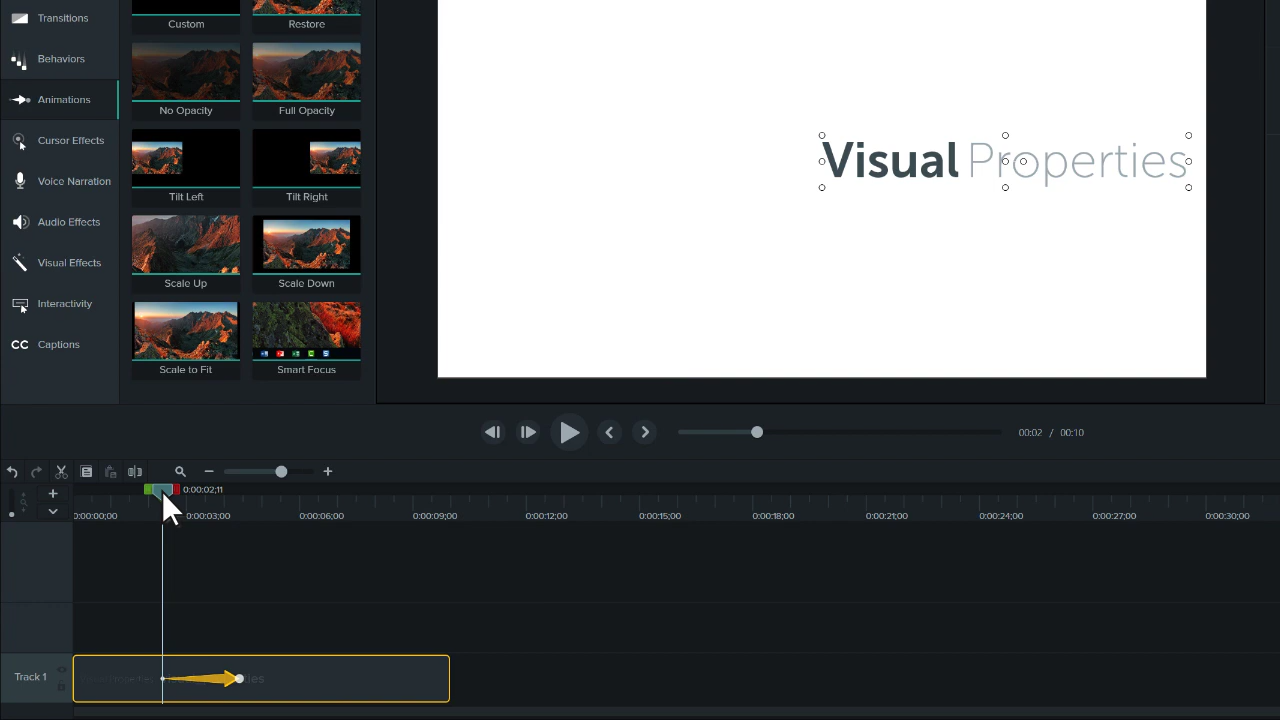 Transitions
Custom
Restore
Behaviors
Animations
No Opacity
Full Opacity
Cursor Effects
Visual Properties
Voice Narration
Tilt Left
Tilt Right
Audio Effects
Visual Effects
Scale Up
Scale Down
Interactivity
CC Captions
Scale to Fit
Smart Focus
00:02 / 00:10
0:00:02;11
0:00:00;00
0:00:03;00
0:00:06;00
0:00:09;00
0:00:12;00
0:00:15;00
0:00:18;00
0:00:21;00
0:00:24;00
0:00:27;00
0:00:30;00
Track 1